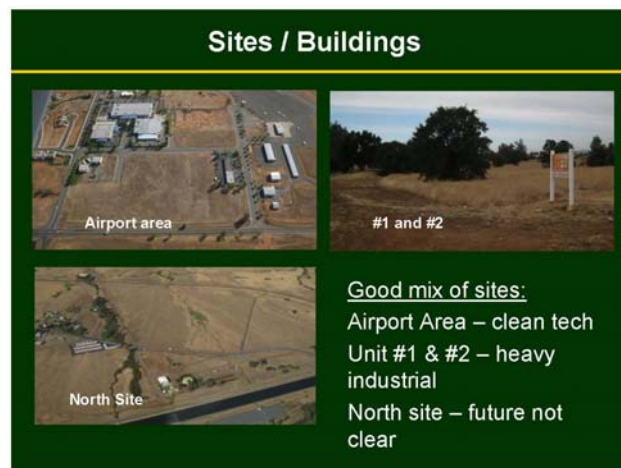 Sites / Buildings
Airport area
#1 and #2
North Site
Good mix of sites:
Airport Area – clean tech
Unit #1 & #2 – heavy
industrial
North site – future not
clear